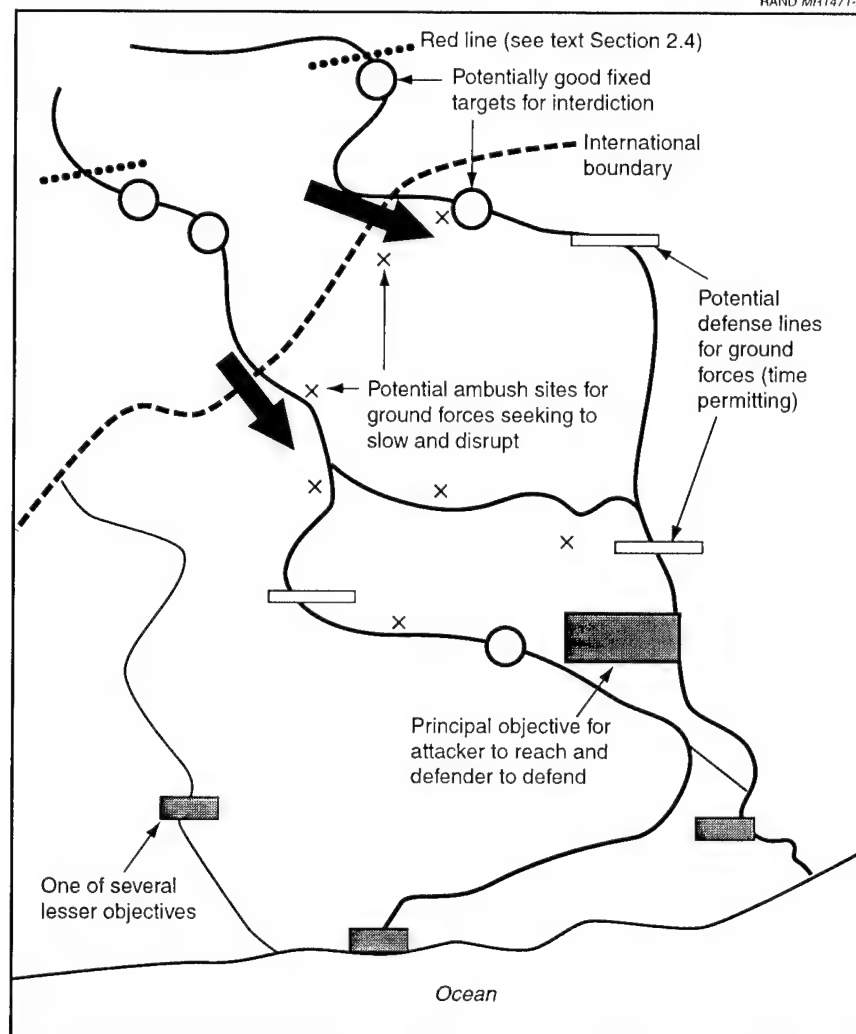 RAND MR1471-
Red line (see text Section 2.4)
Potentially good fixed
targets for interdiction
International
boundary
Potential
defense lines
for ground
forces (time
permitting)
Potential ambush sites for
ground forces seeking to
slow and disrupt
Principal objective for
attacker to reach and
defender to defend
One of several
lesser objectives
Ocean